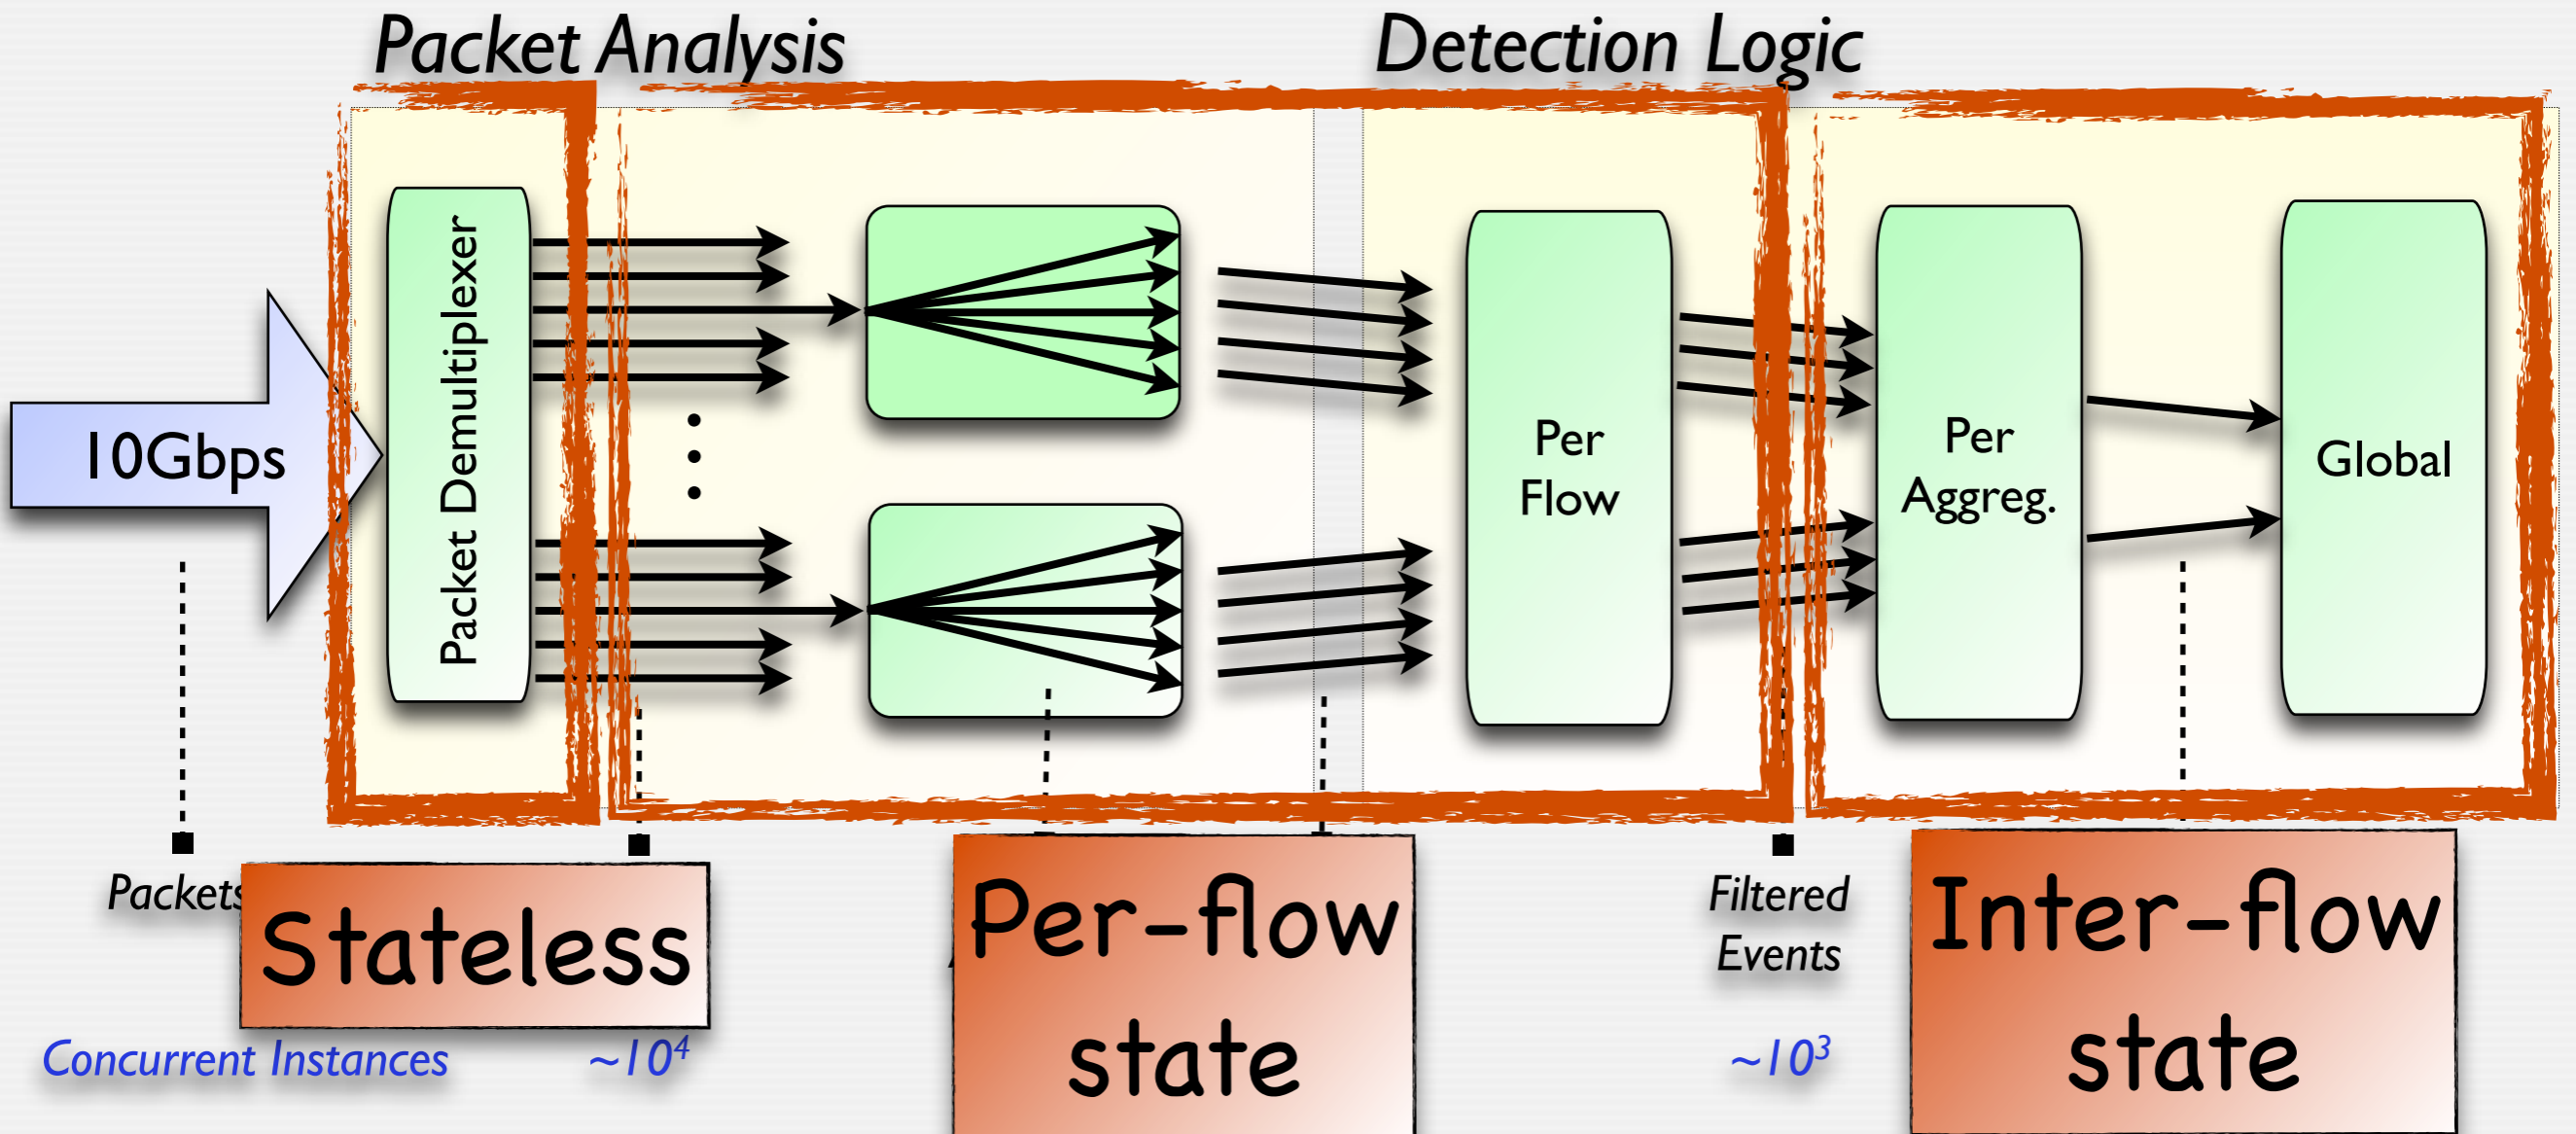 Packet Analysis
Detection Logic
10Gbps
Packet Demultiplexer
Per
Flow
Per
Aggreg.
Global
Packets
Stateless
Per-flow
state
Filtered
Events
Inter-flow
state
Concurrent Instances
~10⁴
~10³